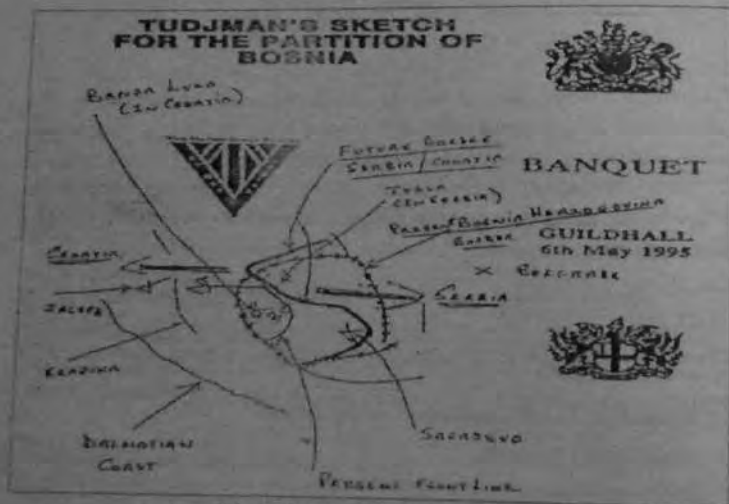 TUDJMAN'S SKETCH
FOR THE PARTITION OF
BOSNIA
BANJA LUKA
(IN CROATIA)
FUTURE BORDER
SERBIA / CROATIA
BANQUET
TUZLA
(IN SERBIA)
PRESENT BOSNIA HERZEGOVINA
BORDER
GUILDHALL
6th May 1995
CROATIA
X BELGRADE
SERBIA
ZAGREB
KRAJINA
DALMATIAN
COAST
SARAJEVO
PRESENT FRONT LINE